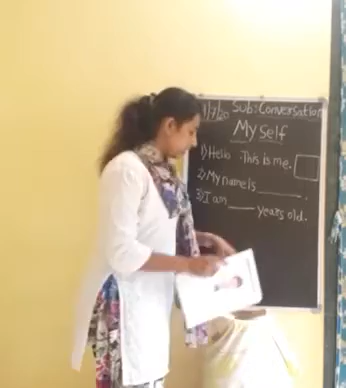 1/7/20 Sub: Conversation
My self
1) Hello. This is me.
2) My name is ______.
3) I am ____ years old.